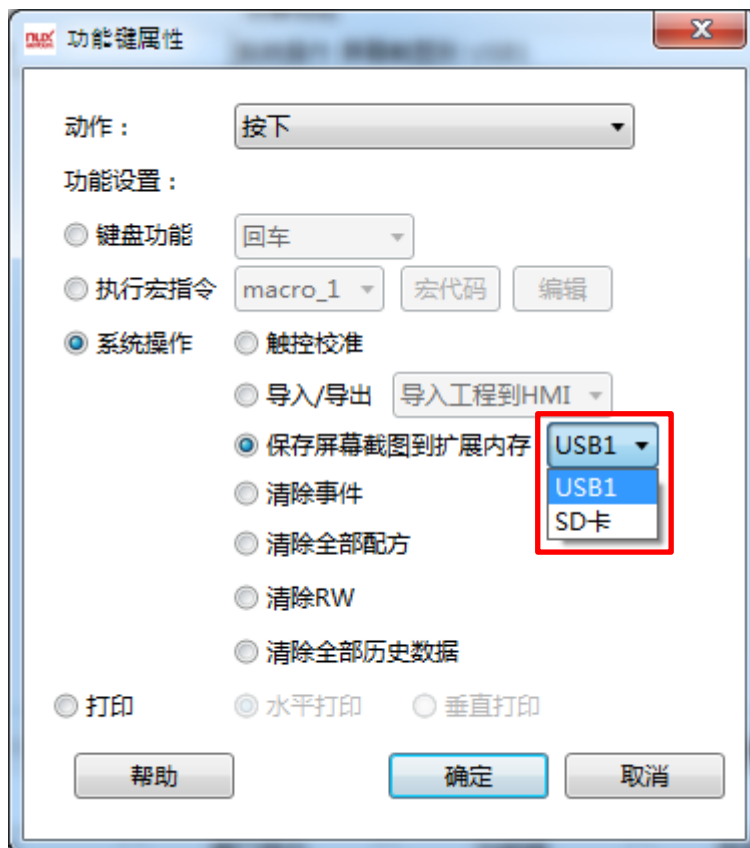 功能键属性
动作：
按下
功能设置：
键盘功能 回车
执行宏指令 macro_1 宏代码 编辑
系统操作 触控校准
导入/导出 导入工程到HMI
保存屏幕截图到扩展内存 USB1
USB1
SD卡
清除事件
清除全部配方
清除RW
清除全部历史数据
打印 水平打印 垂直打印
帮助 确定 取消